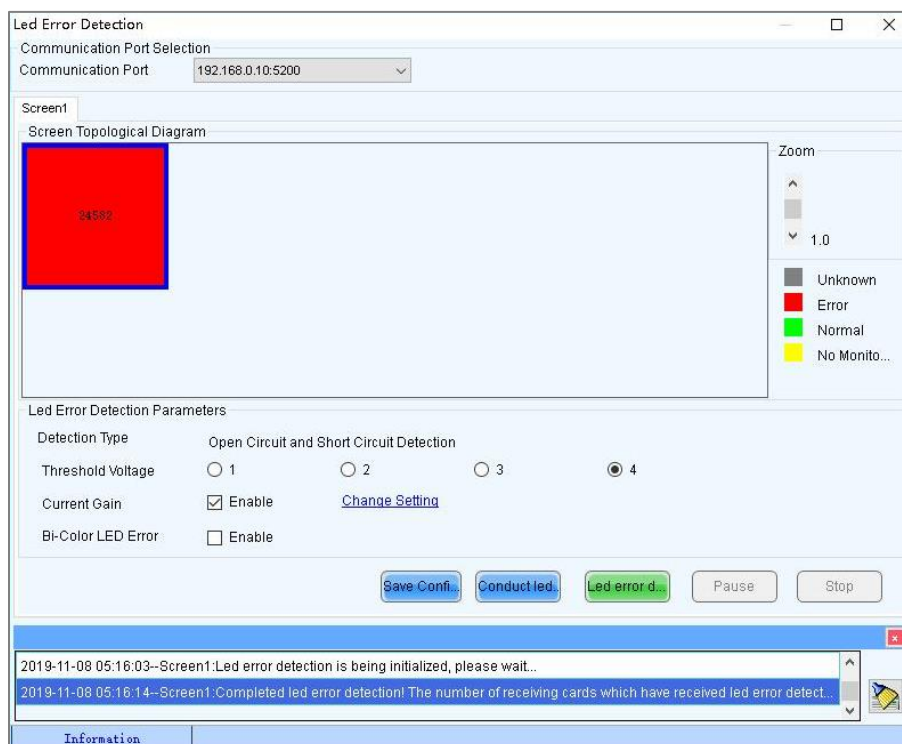 Led Error Detection
Communication Port Selection
Communication Port 192.168.0.10:5200
Screen1
Screen Topological Diagram
24582
Zoom
1.0
Unknown
Error
Normal
No Monito...
Led Error Detection Parameters
Detection Type Open Circuit and Short Circuit Detection
Threshold Voltage 1 2 3 4
Current Gain Enable Change Setting
Bi-Color LED Error Enable
Save Confi... Conduct led.. Led error d... Pause Stop
2019-11-08 05:16:03--Screen1:Led error detection is being initialized, please wait...
2019-11-08 05:16:14--Screen1:Completed led error detection! The number of receiving cards which have received led error detect...
Information